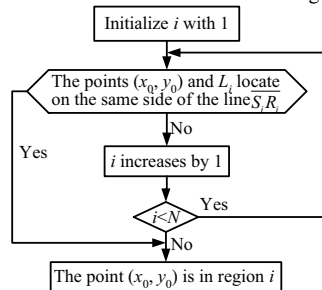 Initialize i with 1
The points (x₀, y₀) and Lᵢ locate
on the same side of the line SᵢRᵢ
No
Yes
i increases by 1
i<N
Yes
No
The point (x₀, y₀) is in region i